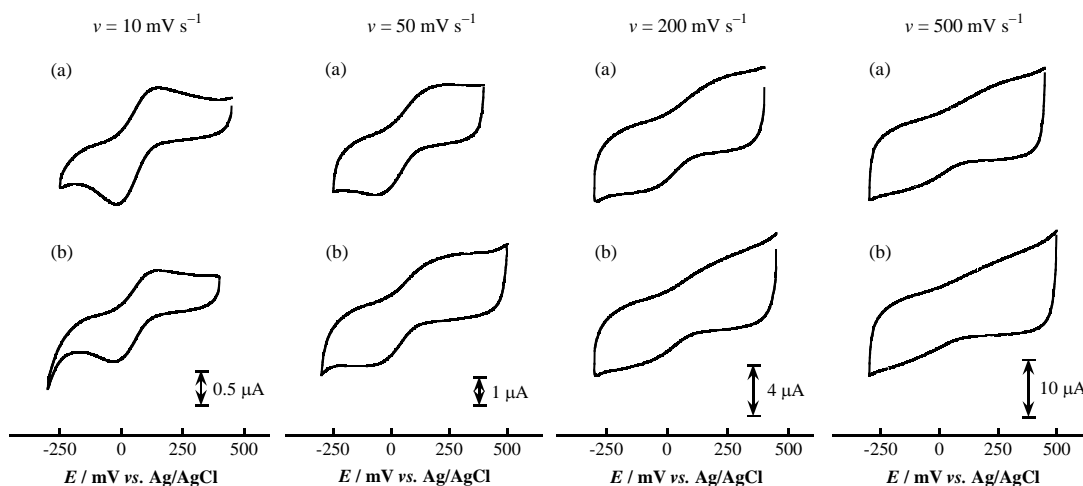 v = 10 mV s⁻¹ v = 50 mV s⁻¹ v = 200 mV s⁻¹ v = 500 mV s⁻¹
(a) (a) (a) (a)
(b) (b) (b) (b)
0.5 μA 1 μA 4 μA 10 μA
-250 0 250 500 -250 0 250 500 -250 0 250 500 -250 0 250 500
E / mV vs. Ag/AgCl E / mV vs. Ag/AgCl E / mV vs. Ag/AgCl E / mV vs. Ag/AgCl